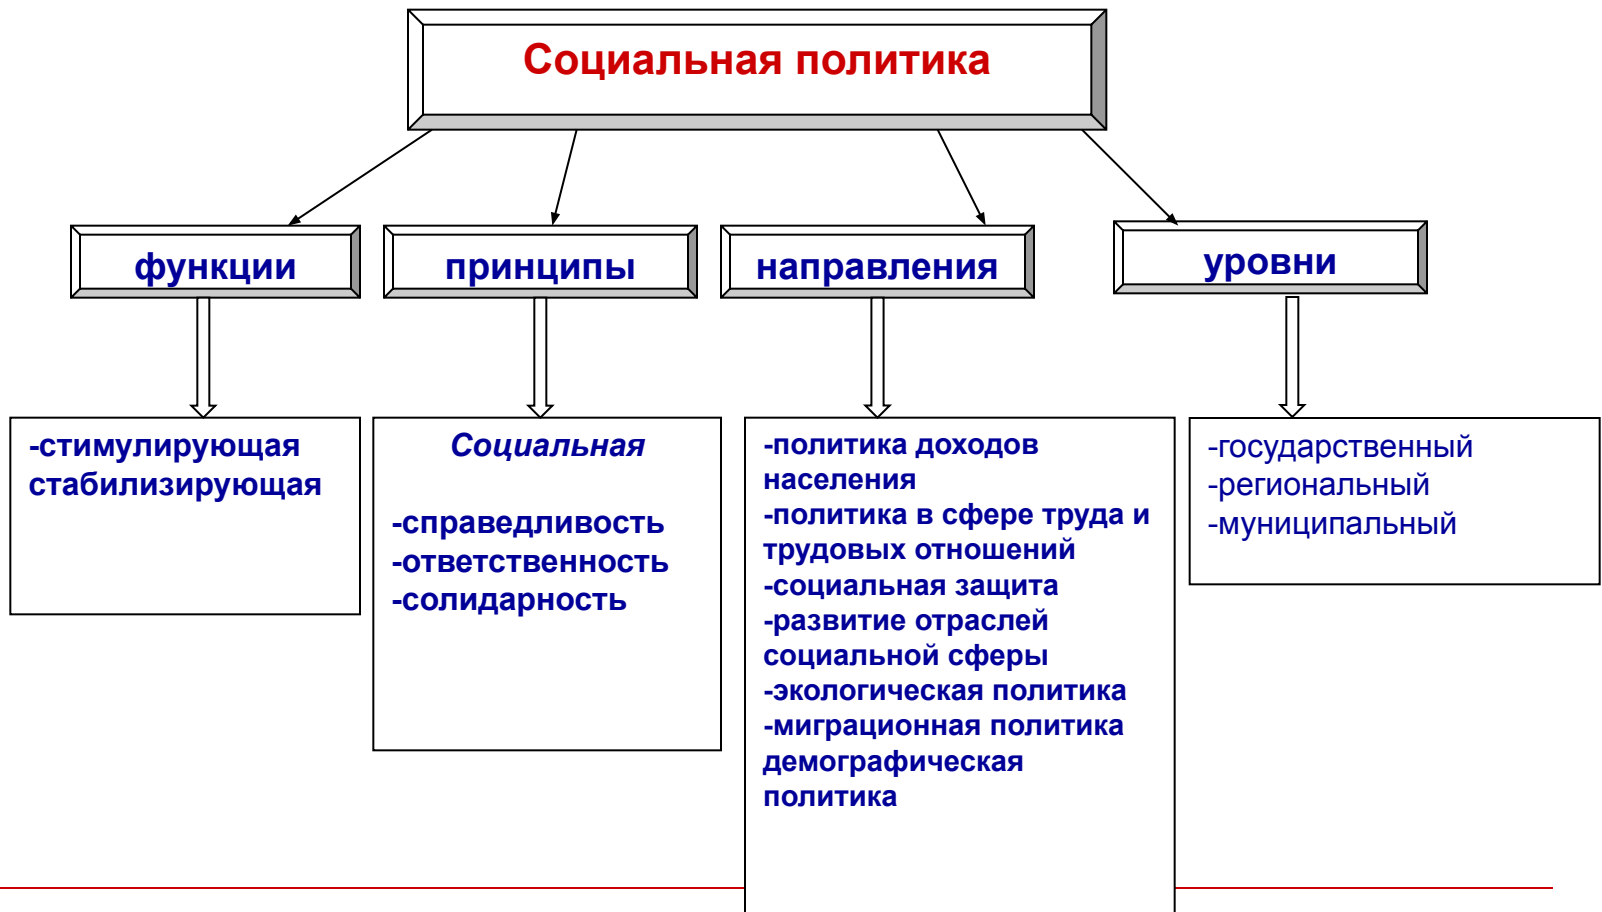 Социальная политика
функции
принципы
направления
уровни
-стимулирующая
стабилизирующая
Социальная
-справедливость
-ответственность
-солидарность
-политика доходов
населения
-политика в сфере труда и
трудовых отношений
-социальная защита
-развитие отраслей
социальной сферы
-экологическая политика
-миграционная политика
демографическая
политика
-государственный
-региональный
-муниципальный